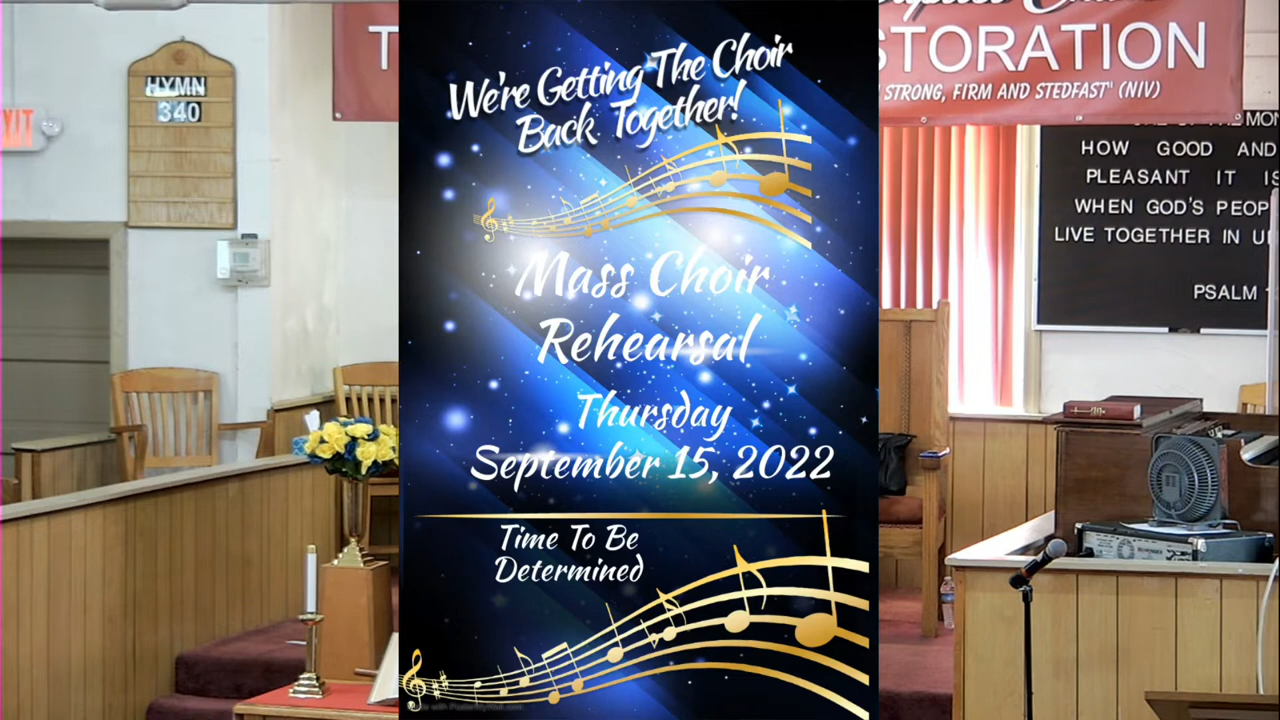 HYMN
340
We're Getting The Choir
Back Together!
Mass Choir
Rehearsal
Thursday
September 15, 2022
Time To Be
Determined
STORATION
STRONG, FIRM AND STEDFAST" (NIV)
HOW GOOD AND
PLEASANT IT IS
WHEN GOD'S PEOP
LIVE TOGETHER IN U
PSALM